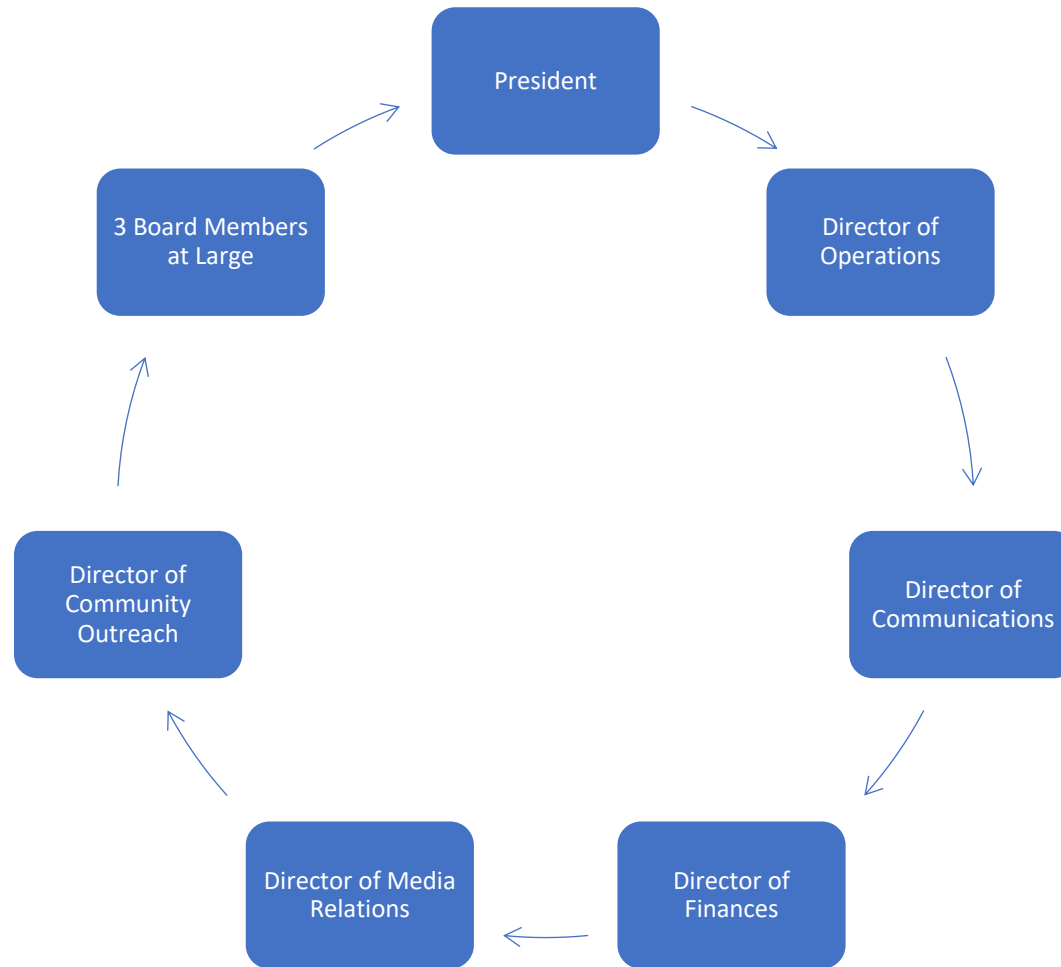 President
Director of
Operations
Director of
Communications
Director of
Finances
Director of Media
Relations
Director of
Community
Outreach
3 Board Members
at Large